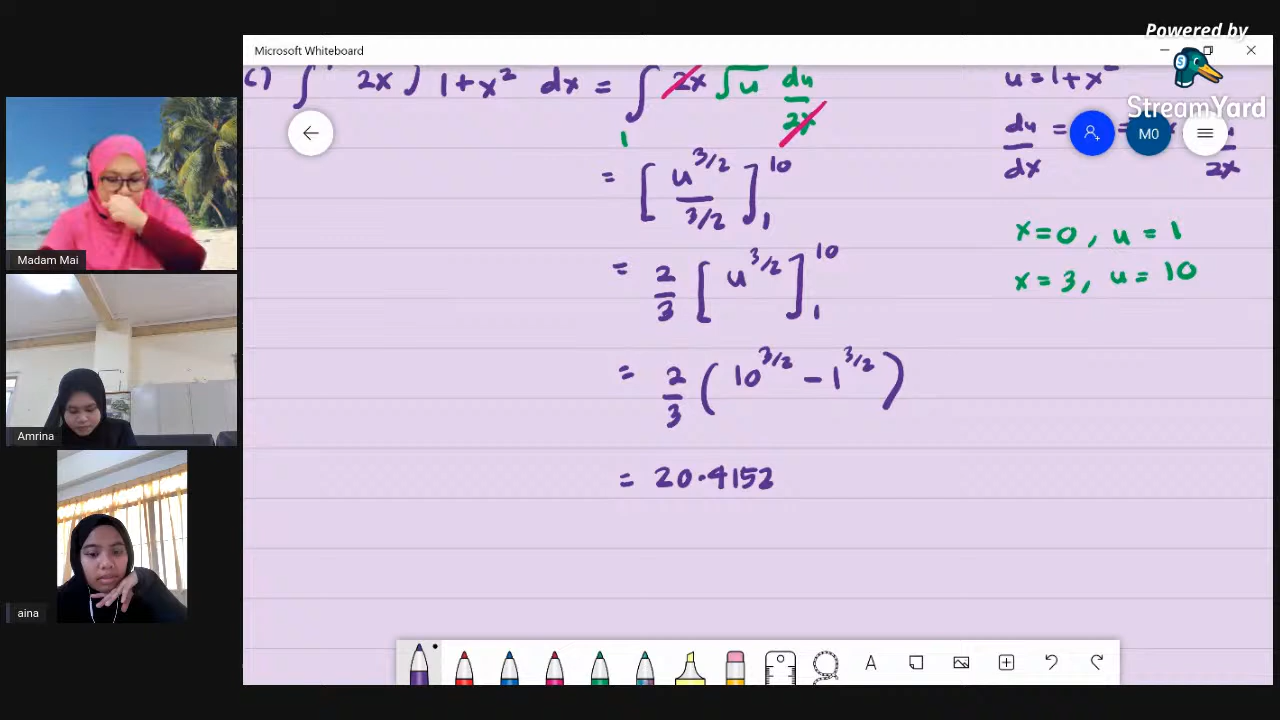 Powered by
StreamYard
Microsoft Whiteboard
c) ∫ 2x √1+x² dx = ∫ 2x √u du/2x
1
= [u^3/2 / 3/2]₁¹⁰
= 2/3 [u^3/2]₁¹⁰
= 2/3 (10^3/2 − 1^3/2)
= 20.4152
u = 1 + x²
du/dx =
2x
x = 0, u = 1
x = 3, u = 10
M0
Madam Mai
Amrina
aina
A